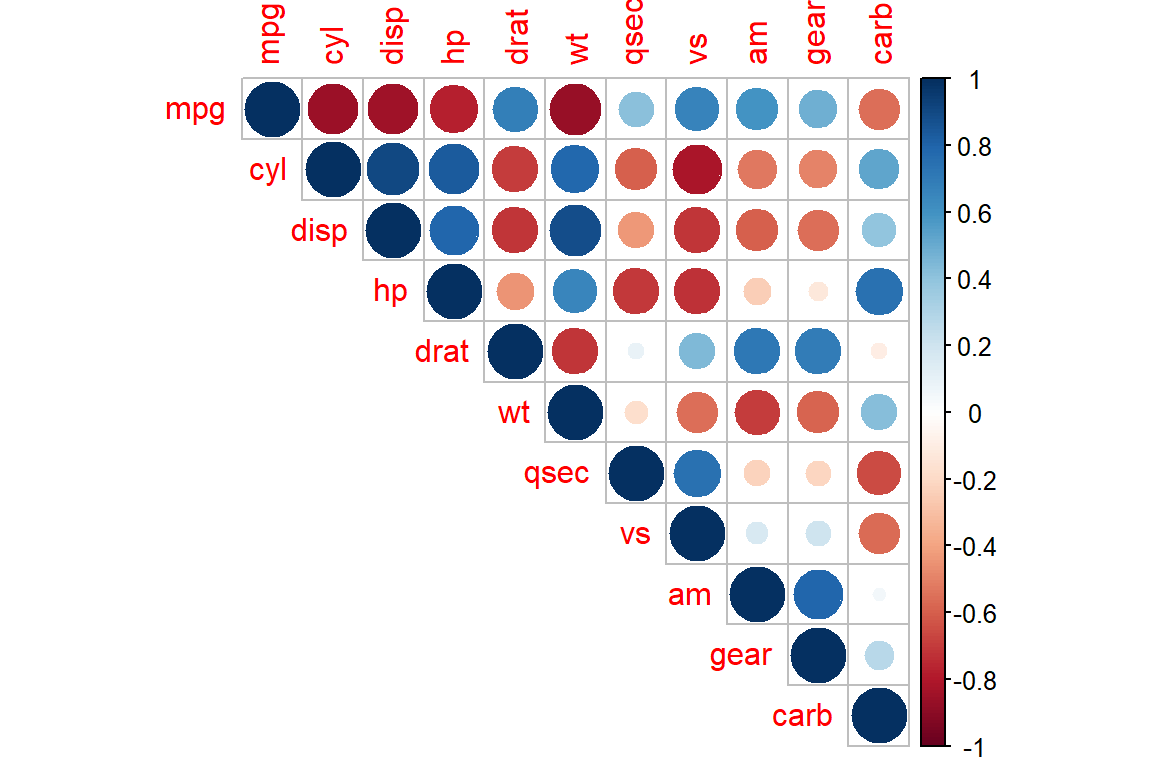 mpg cyl disp hp drat wt qsec vs am gear carb
mpg
cyl
disp
hp
drat
wt
qsec
vs
am
gear
carb
1
0.8
0.6
0.4
0.2
0
-0.2
-0.4
-0.6
-0.8
-1